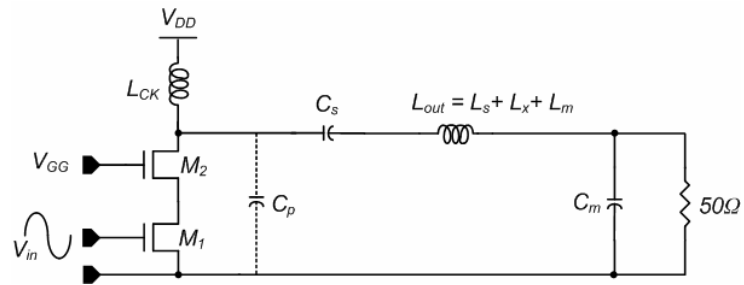 V_DD
L_CK
C_s
L_out = L_s + L_x + L_m
V_GG
M_2
C_p
C_m
50Ω
V_in
M_1